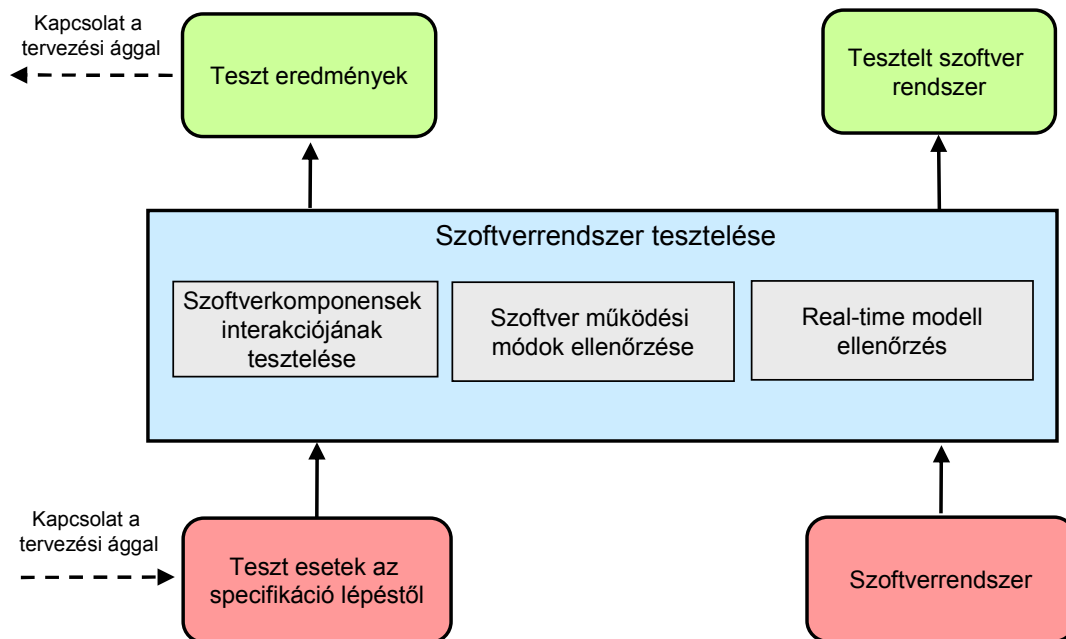 Kapcsolat a
tervezési ággal
Teszt eredmények
Tesztelt szoftver
rendszer
Szoftverrendszer tesztelése
Szoftverkomponensek
interakciójának
tesztelése
Szoftver működési
módok ellenőrzése
Real-time modell
ellenőrzés
Kapcsolat a
tervezési ággal
Teszt esetek az
specifikáció lépéstől
Szoftverrendszer